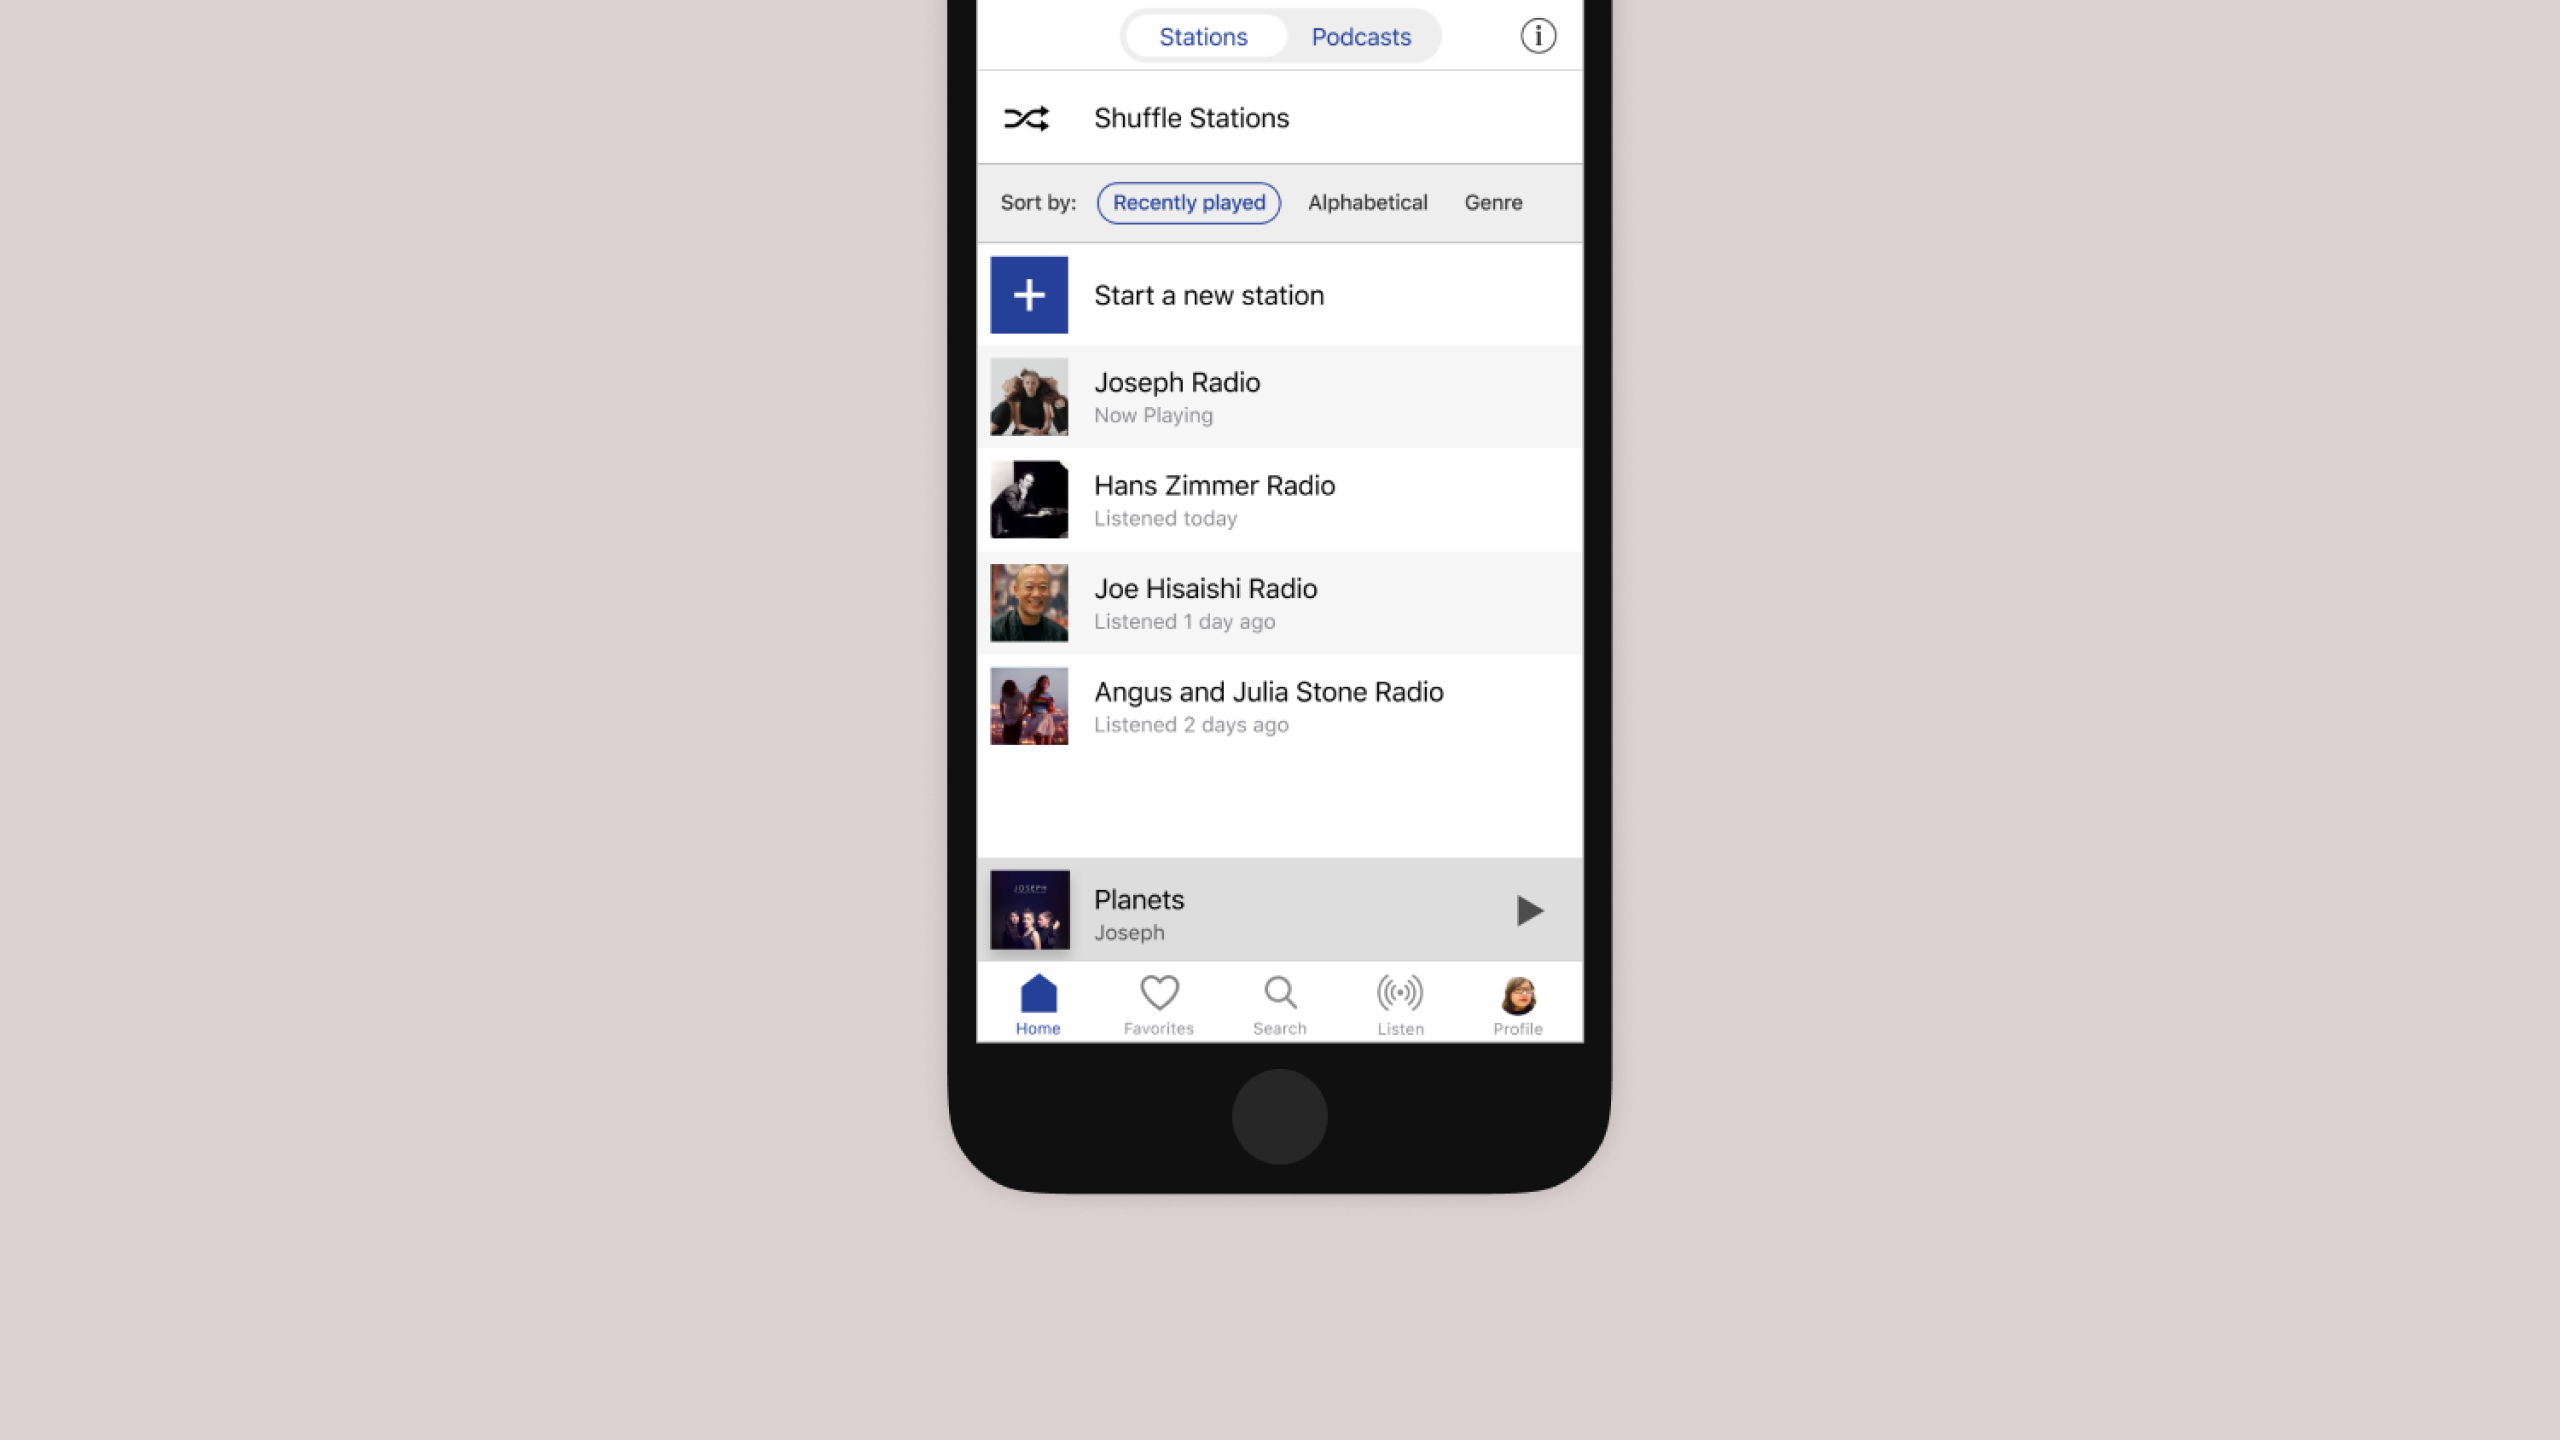 Stations Podcasts i
Shuffle Stations
Sort by: Recently played Alphabetical Genre
Start a new station
Joseph Radio
Now Playing
Hans Zimmer Radio
Listened today
Joe Hisaishi Radio
Listened 1 day ago
Angus and Julia Stone Radio
Listened 2 days ago
JOSEPH
Planets
Joseph
Home Favorites Search Listen Profile